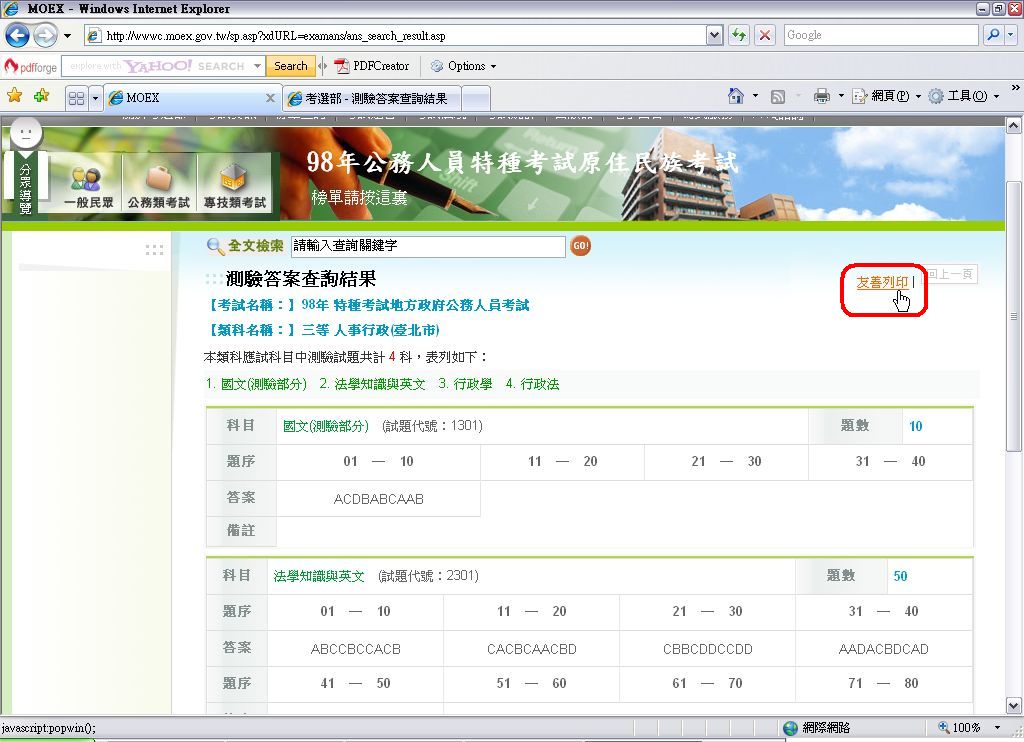 MOEX - Windows Internet Explorer
http://wwwc.moex.gov.tw/sp.asp?xdURL=examans/ans_search_result.asp
Google
pdfforge explore with YAHOO! SEARCH Search PDFCreator Options
MOEX 考選部 - 測驗答案查詢結果 網頁(P) 工具(O)
分眾導覽
一般民眾 公務類考試 專技類考試
98年公務人員特種考試原住民族考試
榜單請按這裏
全文檢索 請輸入查詢關鍵字 GO!
測驗答案查詢結果
友善列印 | 回上一頁
【考試名稱：】98年 特種考試地方政府公務人員考試
【類科名稱：】三等 人事行政(臺北市)
本類科應試科目中測驗試題共計 4 科，表列如下：
1. 國文(測驗部分) 2. 法學知識與英文 3. 行政學 4. 行政法
科目 國文(測驗部分) (試題代號：1301) 題數 10
題序 01 — 10 11 — 20 21 — 30 31 — 40
答案 ACDBABCAAB
備註
科目 法學知識與英文 (試題代號：2301) 題數 50
題序 01 — 10 11 — 20 21 — 30 31 — 40
答案 ABCCBCCACB CACBCAACBD CBBCDDCCDD AADACBDCAD
題序 41 — 50 51 — 60 61 — 70 71 — 80
javascript:popwin(); 網際網路 100%